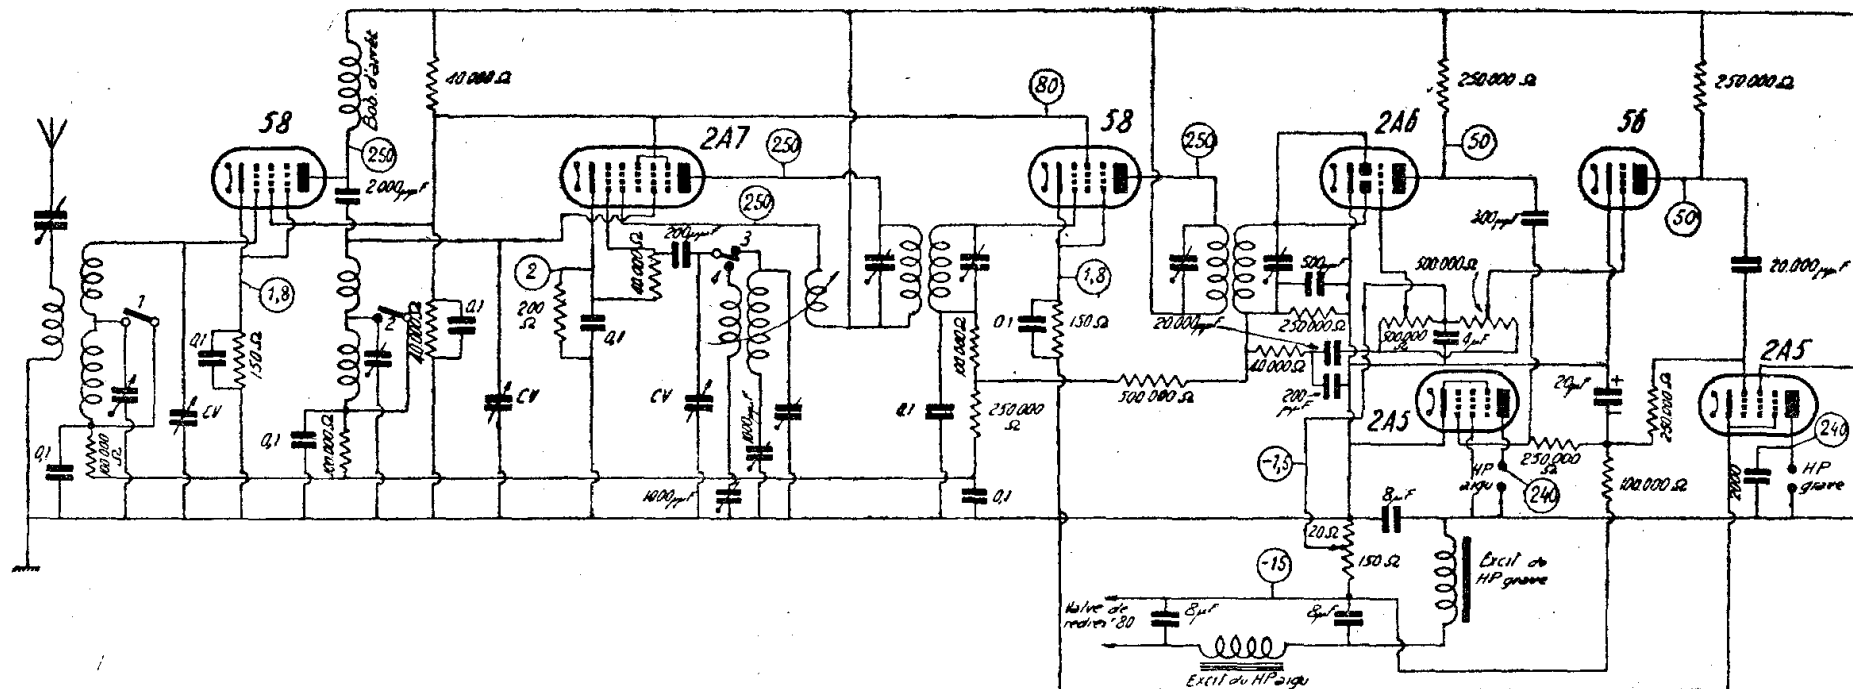 Bob. d'arrêt
40 000 Ω
58
250
2000 µµF
2A7
250
80
58
250
2A6
50
250.000 Ω
56
250.000 Ω
50
250
200 µµF
3
4
300 µµF
1
1,8
2
2
200 Ω
40.000 Ω
1,8
500 µµF
500.000 Ω
20.000 µµF
0,1
150 Ω
40.000 Ω
0,1
0,1
0,1
150 Ω
100.000 Ω
20.000 µµF
250.000 Ω
500.000 Ω
4 µF
40.000 Ω
500.000 Ω
200 µµF
2A5
20 µF
+
250.000 Ω
2A5
CV
CV
CV
0,1
250.000 Ω
1000 µµF
0,1
100.000 Ω
0,1
100.000 Ω
1000 µµF
0,1
-1,5
HP aigu
240
250.000 Ω
100.000 Ω
2000
HP grave
240
8 µF
20 Ω
150 Ω
-15
Excit du HP grave
Valve de redres' 80
8 µF
8 µF
Excit du HP aigu